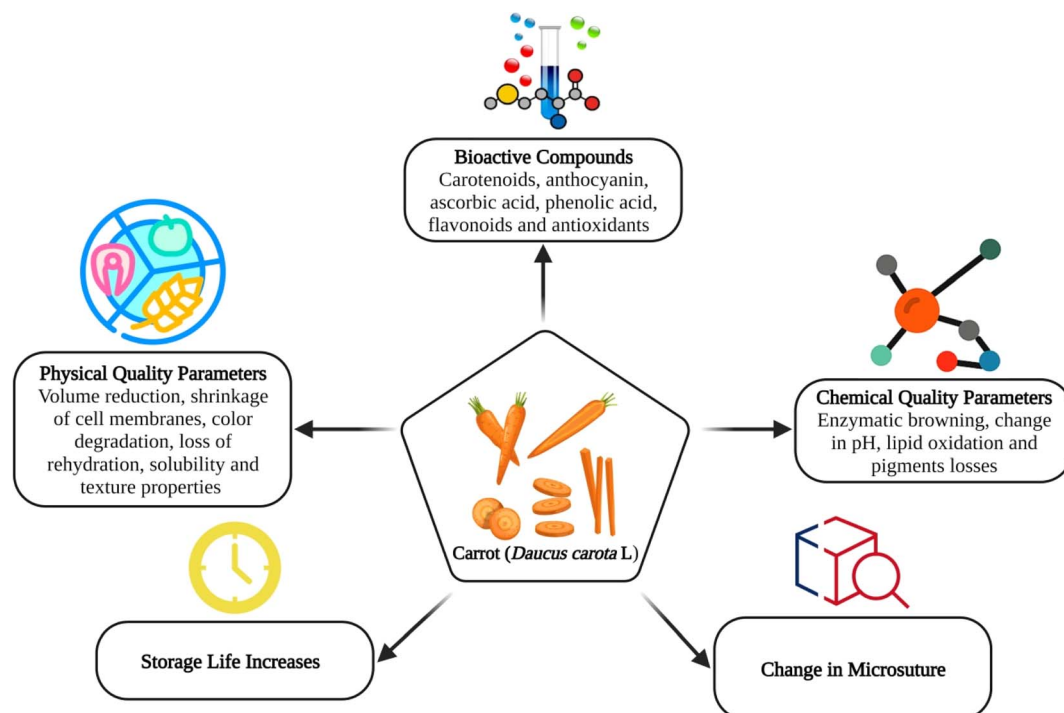 Bioactive Compounds
Carotenoids, anthocyanin,
ascorbic acid, phenolic acid,
flavonoids and antioxidants
Physical Quality Parameters
Volume reduction, shrinkage
of cell membranes, color
degradation, loss of
rehydration, solubility and
texture properties
Chemical Quality Parameters
Enzymatic browning, change
in pH, lipid oxidation and
pigments losses
Carrot (Daucus carota L)
Storage Life Increases
Change in Microsuture